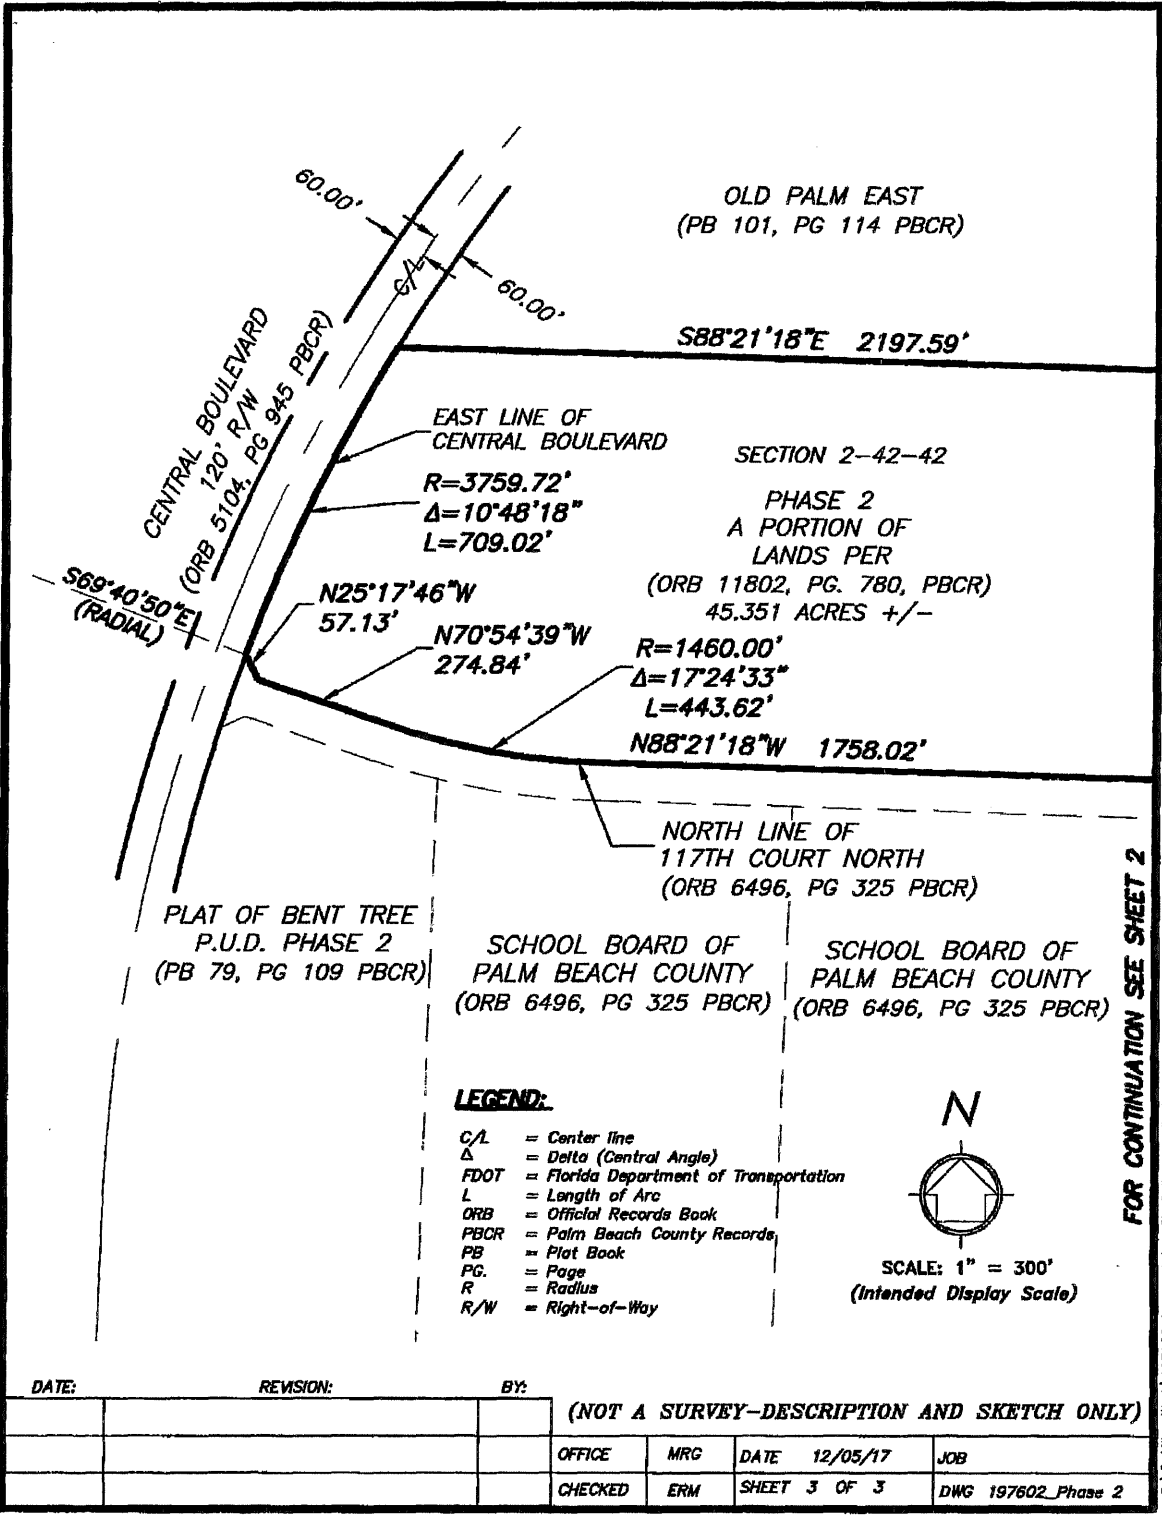 60.00'
C/L
60.00'
OLD PALM EAST
(PB 101, PG 114 PBCR)
S88°21'18"E 2197.59'
CENTRAL BOULEVARD
120' R/W
(ORB 5104, PG 945 PBCR)
EAST LINE OF
CENTRAL BOULEVARD
R=3759.72'
Δ=10°48'18"
L=709.02'
SECTION 2-42-42
PHASE 2
A PORTION OF
LANDS PER
(ORB 11802, PG. 780, PBCR)
45.351 ACRES +/-
S69°40'50"E
(RADIAL)
N25°17'46"W
57.13'
N70°54'39"W
274.84'
R=1460.00'
Δ=17°24'33"
L=443.62'
N88°21'18"W 1758.02'
NORTH LINE OF
117TH COURT NORTH
(ORB 6496, PG 325 PBCR)
PLAT OF BENT TREE
P.U.D. PHASE 2
(PB 79, PG 109 PBCR)
SCHOOL BOARD OF
PALM BEACH COUNTY
(ORB 6496, PG 325 PBCR)
SCHOOL BOARD OF
PALM BEACH COUNTY
(ORB 6496, PG 325 PBCR)
FOR CONTINUATION SEE SHEET 2
LEGEND:
C/L = Center line
Δ = Delta (Central Angle)
FDOT = Florida Department of Transportation
L = Length of Arc
ORB = Official Records Book
PBCR = Palm Beach County Records
PB = Plat Book
PG. = Page
R = Radius
R/W = Right-of-Way
N
SCALE: 1" = 300'
(Intended Display Scale)
DATE: REVISION: BY:
(NOT A SURVEY-DESCRIPTION AND SKETCH ONLY)
OFFICE MRG DATE 12/05/17 JOB
CHECKED ERM SHEET 3 OF 3 DWG 197602_Phase 2